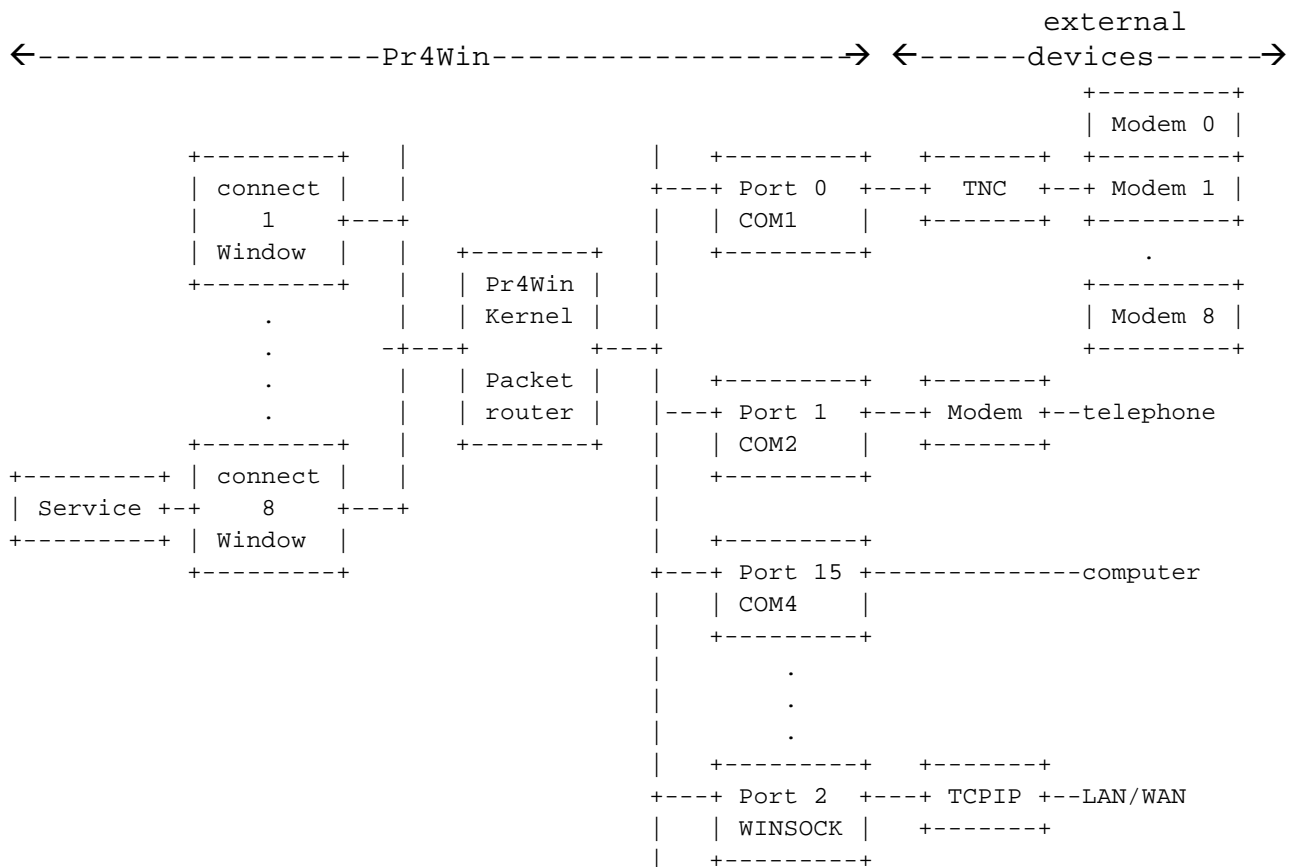 external
←-------------------Pr4Win--------------------→ ←------devices------→
+---------+
| Modem 0 |
+---------+ | | +---------+ +-------+ +---------+
| connect | | +---+ Port 0 +---+ TNC +--+ Modem 1 |
| 1 +---+ | | COM1 | +-------+ +---------+
| Window | | +--------+ | +---------+ .
+---------+ | | Pr4Win | | +---------+
. | | Kernel | | | Modem 8 |
. -+---+ +---+ +---------+
. | | Packet | | +---------+ +-------+
. | | router | |---+ Port 1 +---+ Modem +--telephone
+---------+ | +--------+ | | COM2 | +-------+
+---------+ | connect | | | +---------+
| Service +-+ 8 +---+ |
+---------+ | Window | | +---------+
+---------+ +---+ Port 15 +--------------computer
| | COM4 |
| +---------+
| .
| .
| .
| +---------+ +-------+
+---+ Port 2 +---+ TCPIP +--LAN/WAN
| | WINSOCK | +-------+
| +---------+